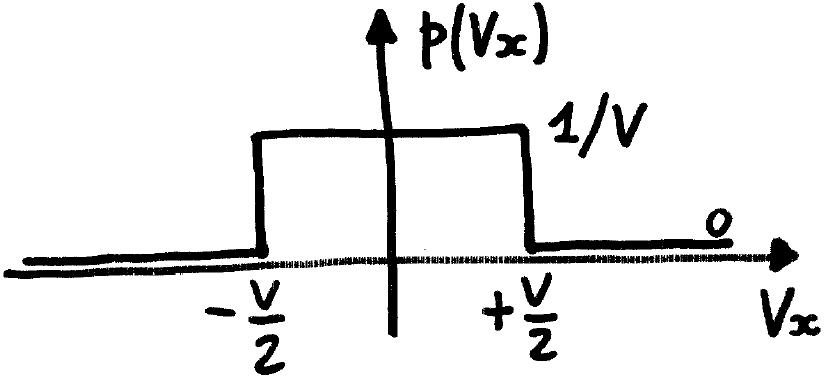 p(Vx)
1/V
0
-V/2
+V/2
Vx